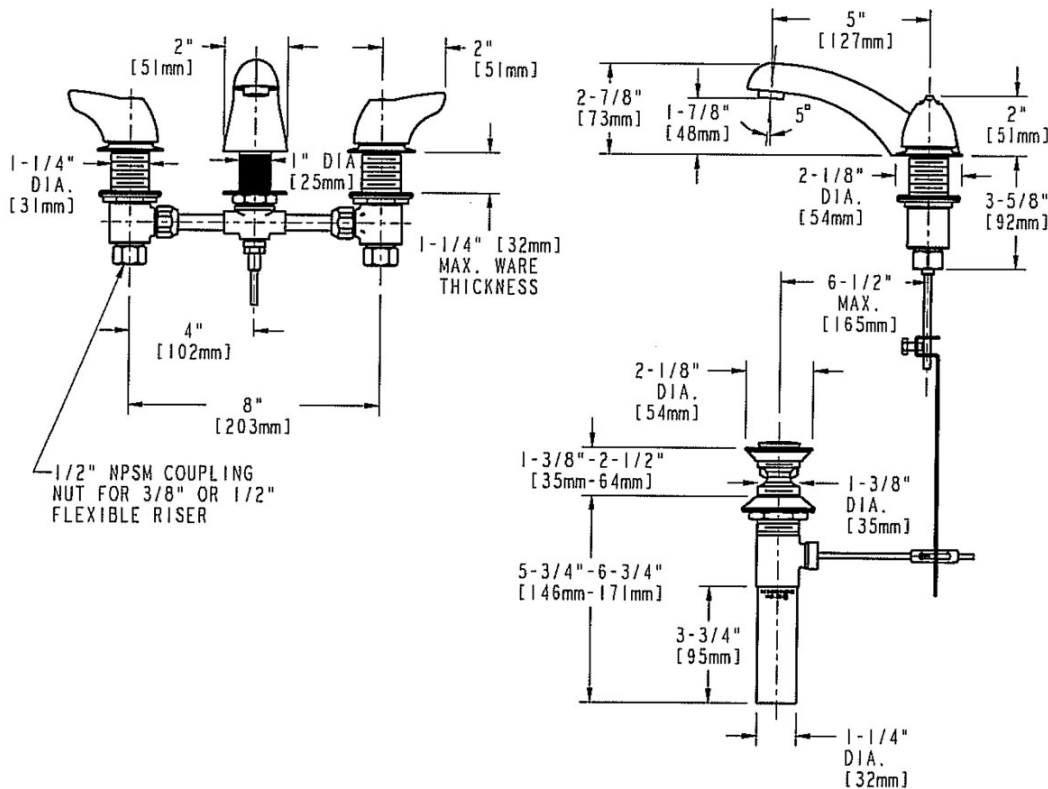 2"
[51mm]
2"
[51mm]
1-1/4"
DIA.
[31mm]
1" DIA
[25mm]
1-1/4" [32mm]
MAX. WARE
THICKNESS
4"
[102mm]
8"
[203mm]
1/2" NPSM COUPLING
NUT FOR 3/8" OR 1/2"
FLEXIBLE RISER
5"
[127mm]
2-7/8"
[73mm]
1-7/8"
[48mm]
5°
2"
[51mm]
2-1/8"
DIA.
[54mm]
3-5/8"
[92mm]
6-1/2"
MAX.
[165mm]
2-1/8"
DIA.
[54mm]
1-3/8"-2-1/2"
[35mm-64mm]
1-3/8"
DIA.
[35mm]
5-3/4"-6-3/4"
[146mm-171mm]
3-3/4"
[95mm]
1-1/4"
DIA.
[32mm]